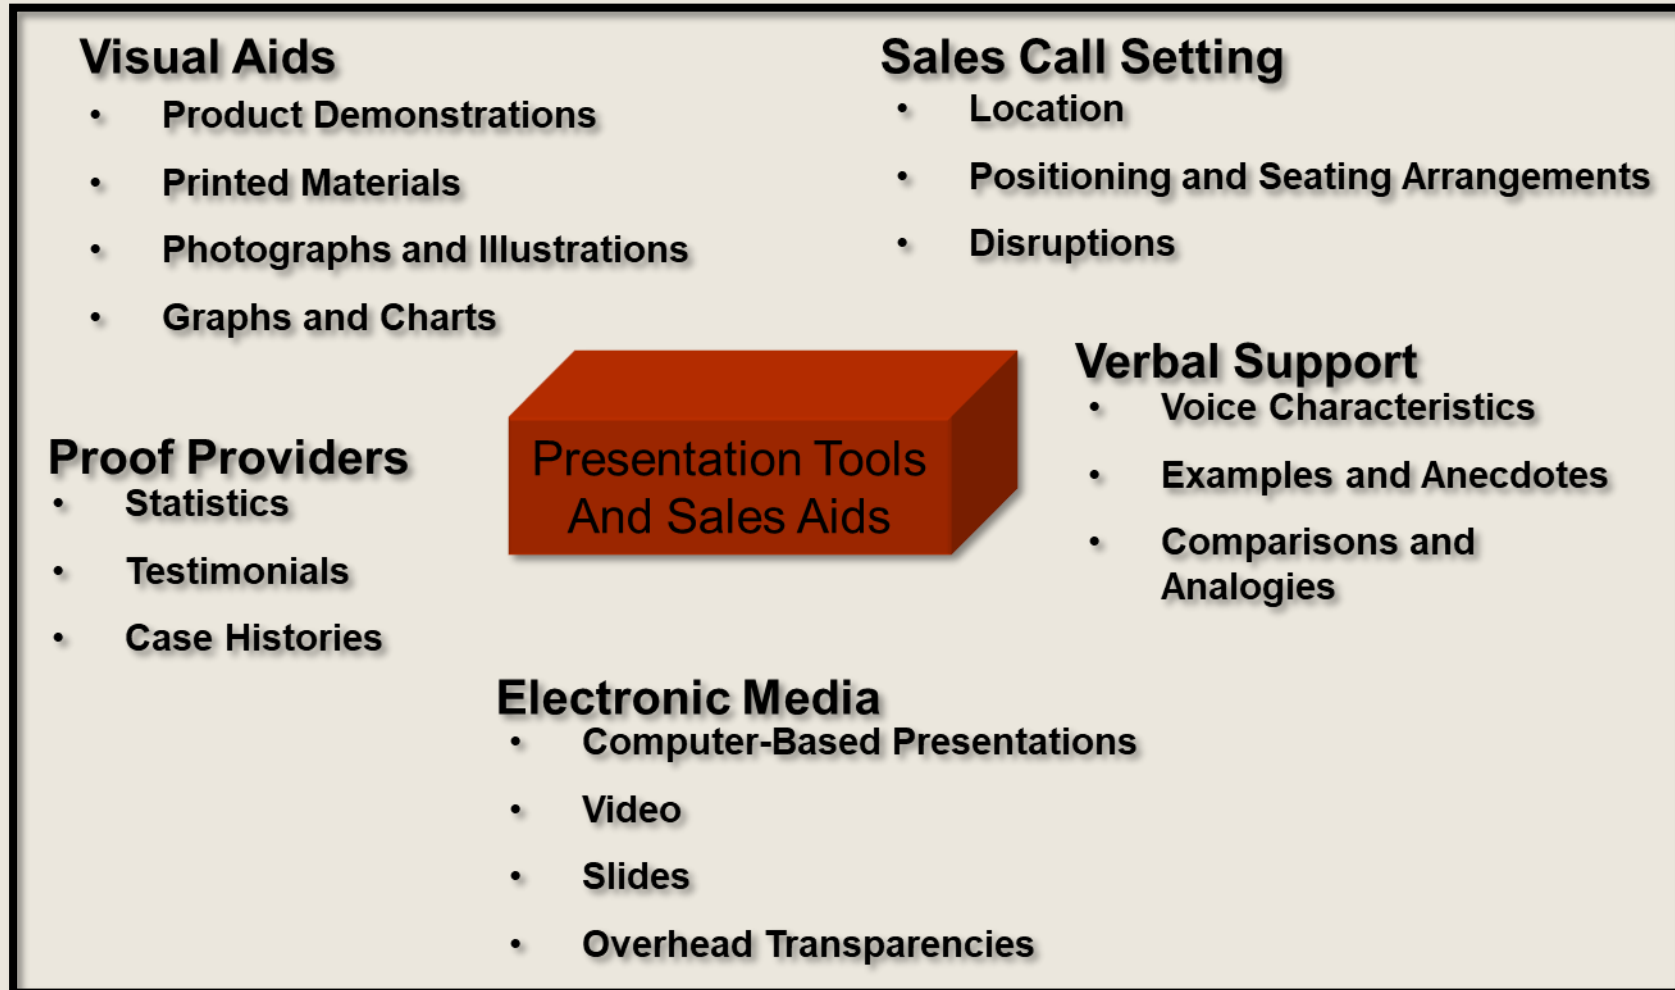 Visual Aids
• Product Demonstrations
• Printed Materials
• Photographs and Illustrations
• Graphs and Charts
Sales Call Setting
• Location
• Positioning and Seating Arrangements
• Disruptions
Proof Providers
• Statistics
• Testimonials
• Case Histories
Presentation Tools
And Sales Aids
Verbal Support
• Voice Characteristics
• Examples and Anecdotes
• Comparisons and
Analogies
Electronic Media
• Computer-Based Presentations
• Video
• Slides
• Overhead Transparencies